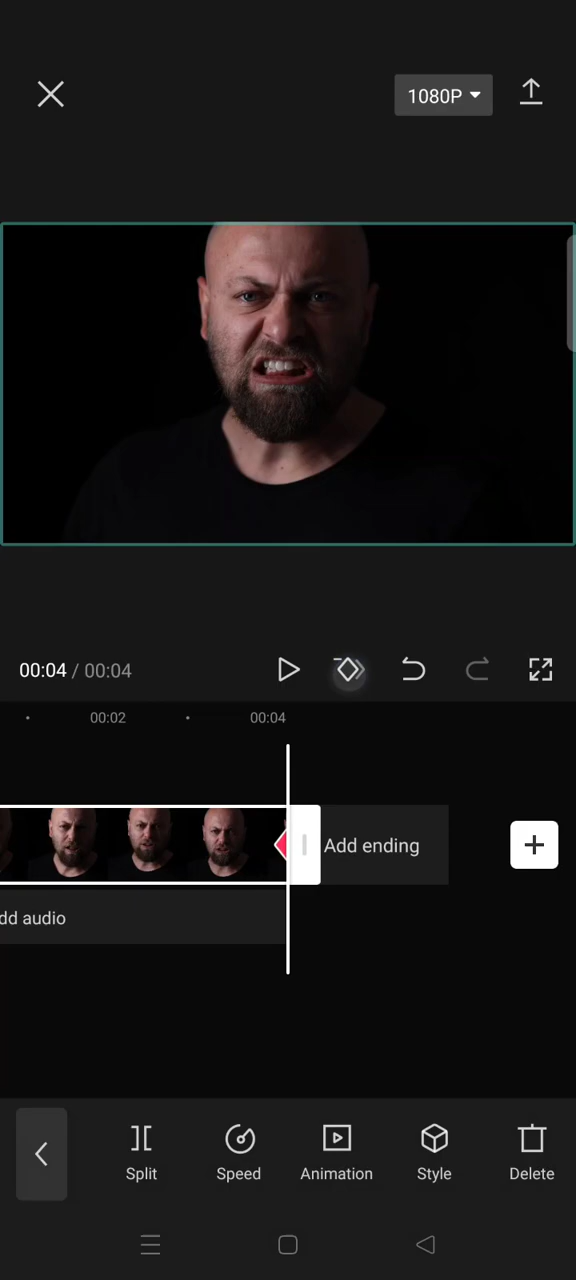 1080P
00:04 / 00:04
00:02
00:04
Add ending
dd audio
Split
Speed
Animation
Style
Delete